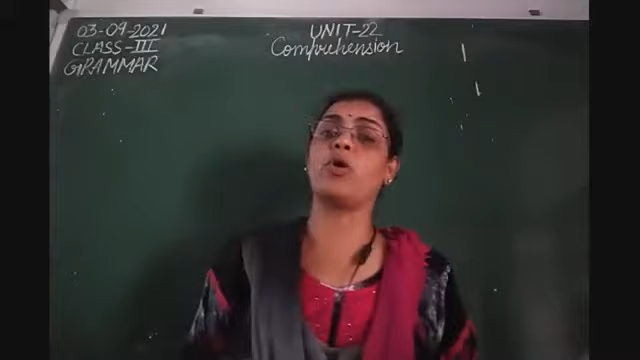 03-09-2021
CLASS-III
GRAMMAR
UNIT-22
Comprehension